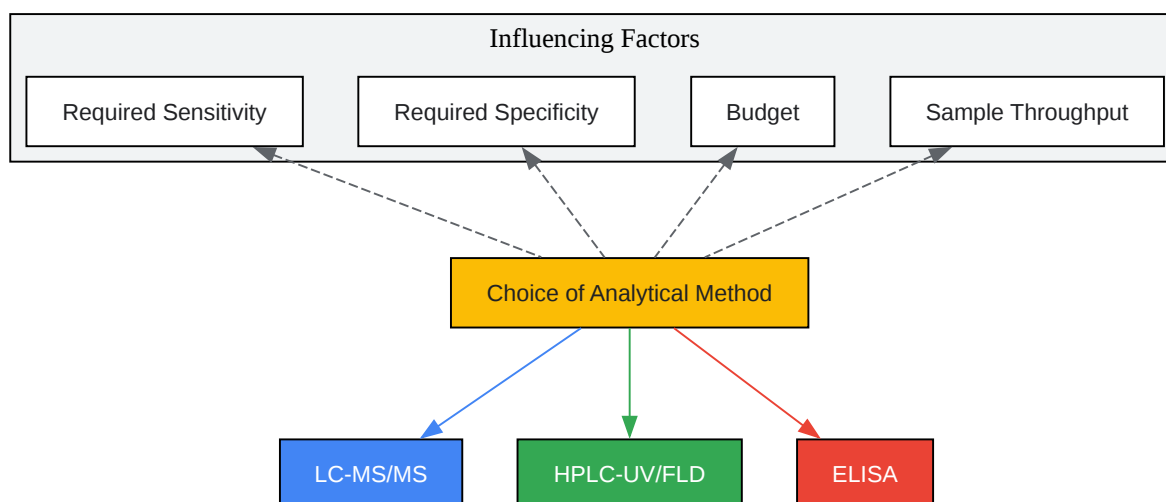 Influencing Factors
Required Sensitivity
Required Specificity
Budget
Sample Throughput
Choice of Analytical Method
LC-MS/MS
HPLC-UV/FLD
ELISA